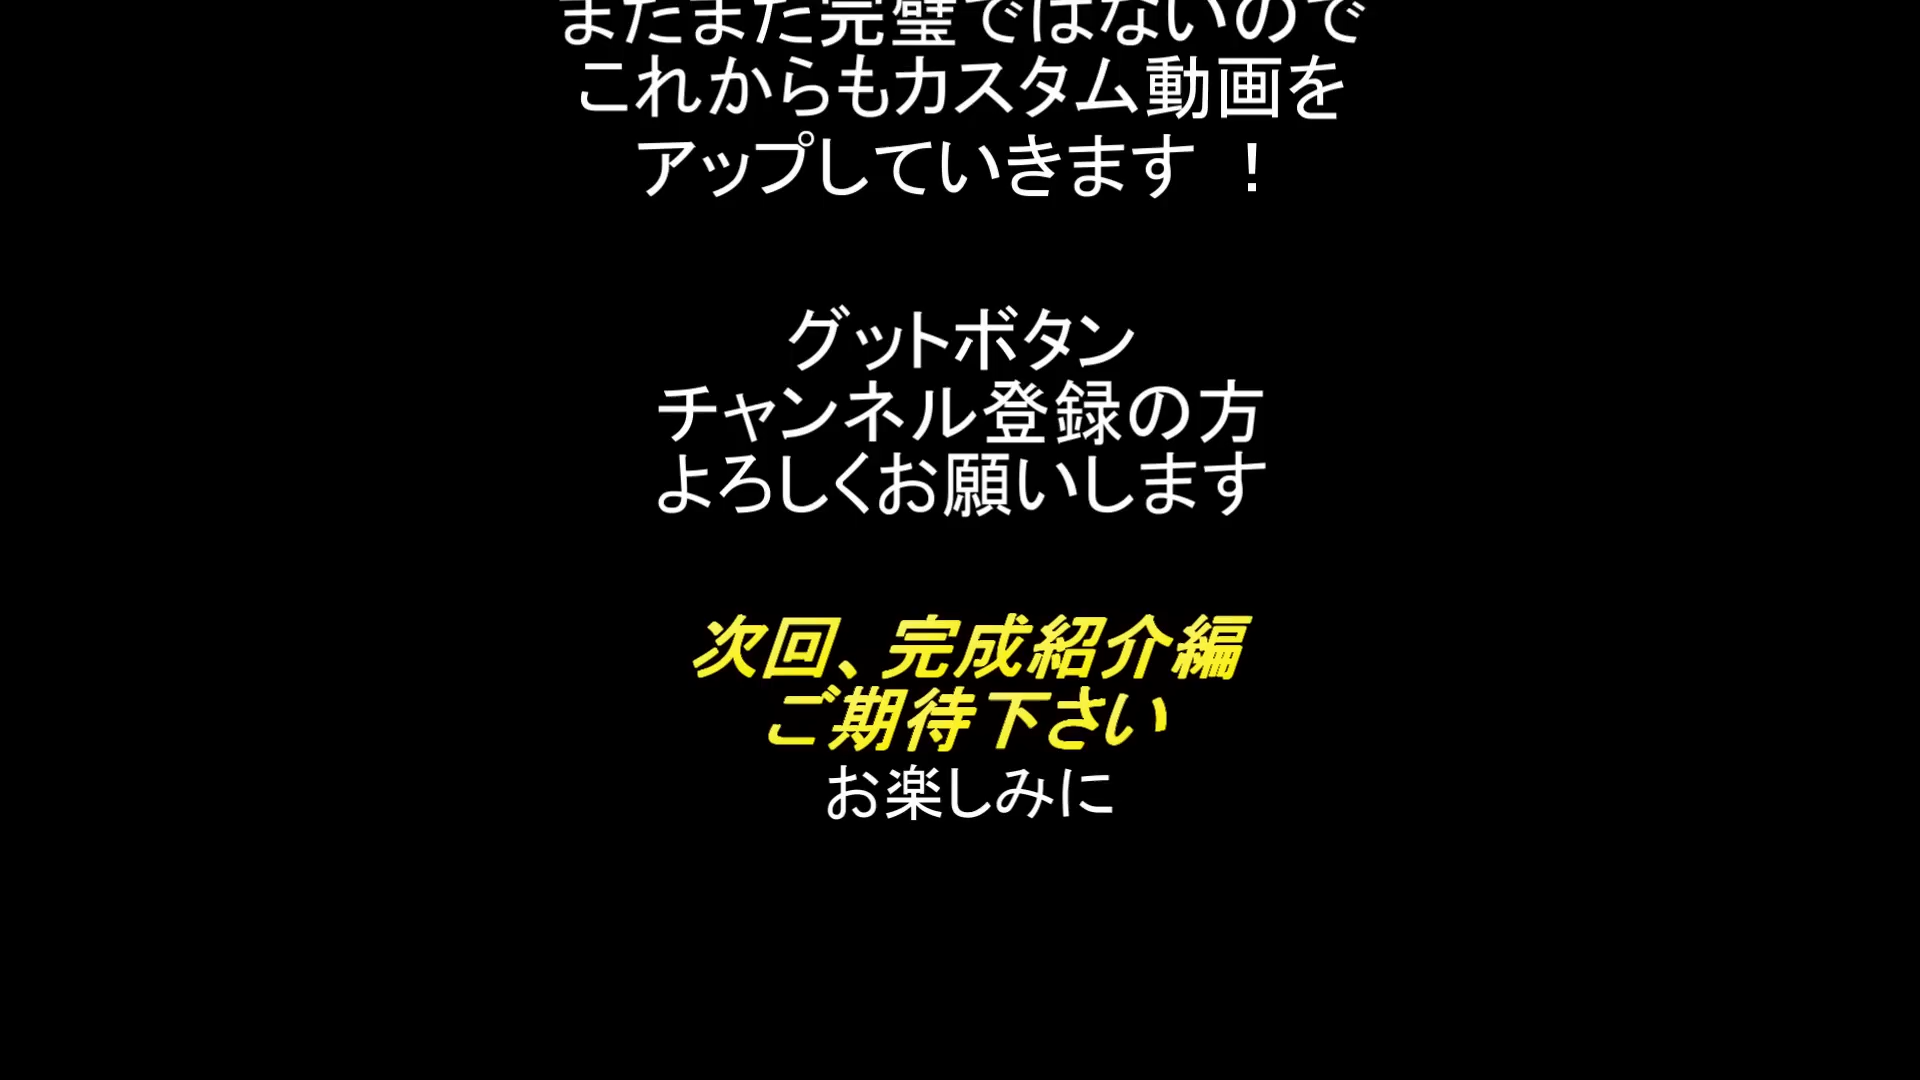 まだまだ完璧ではないので
これからもカスタム動画を
アップしていきます ！
グットボタン
チャンネル登録の方
よろしくお願いします
次回、完成紹介編
ご期待下さい
お楽しみに